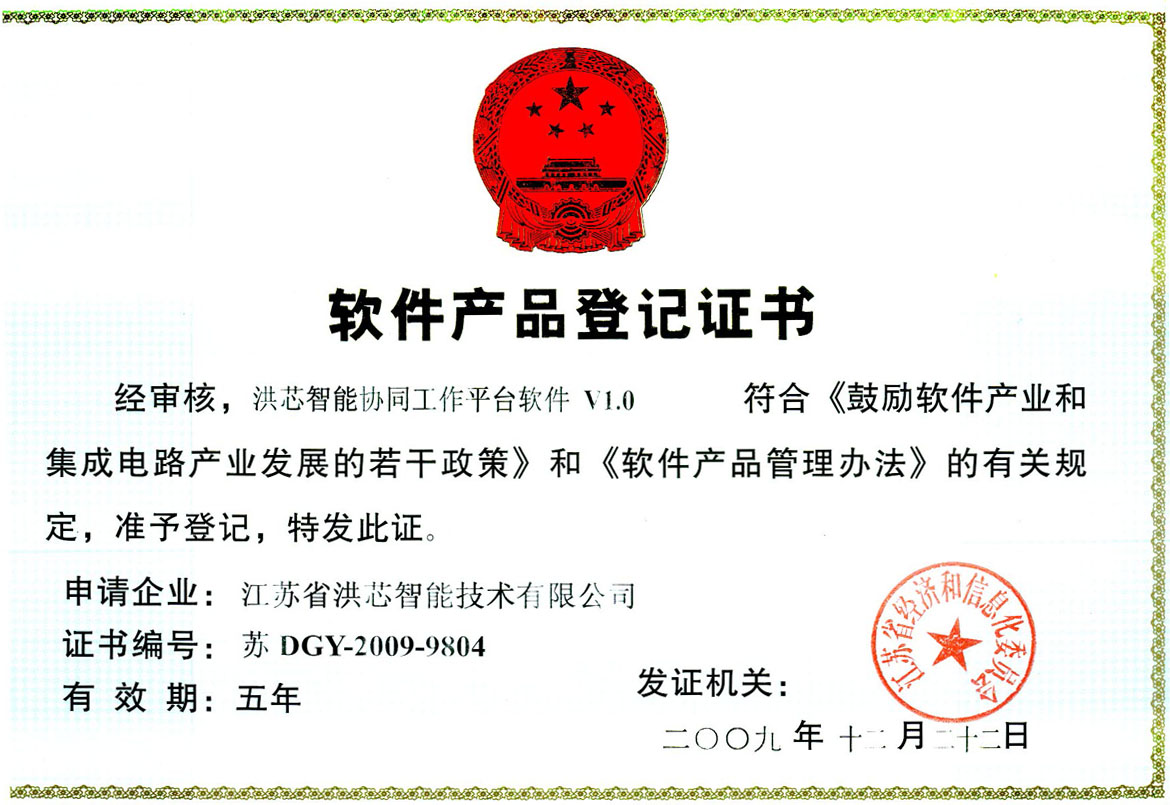 软件产品登记证书
经审核，洪芯智能协同工作平台软件 V1.0 符合《鼓励软件产业和
集成电路产业发展的若干政策》和《软件产品管理办法》的有关规
定，准予登记，特发此证。
申请企业：江苏省洪芯智能技术有限公司
证书编号：苏 DGY-2009-9804
有 效 期：五年
江苏省经济和信息化委员会
发证机关：
二〇〇九 年 十二 月 二十二日